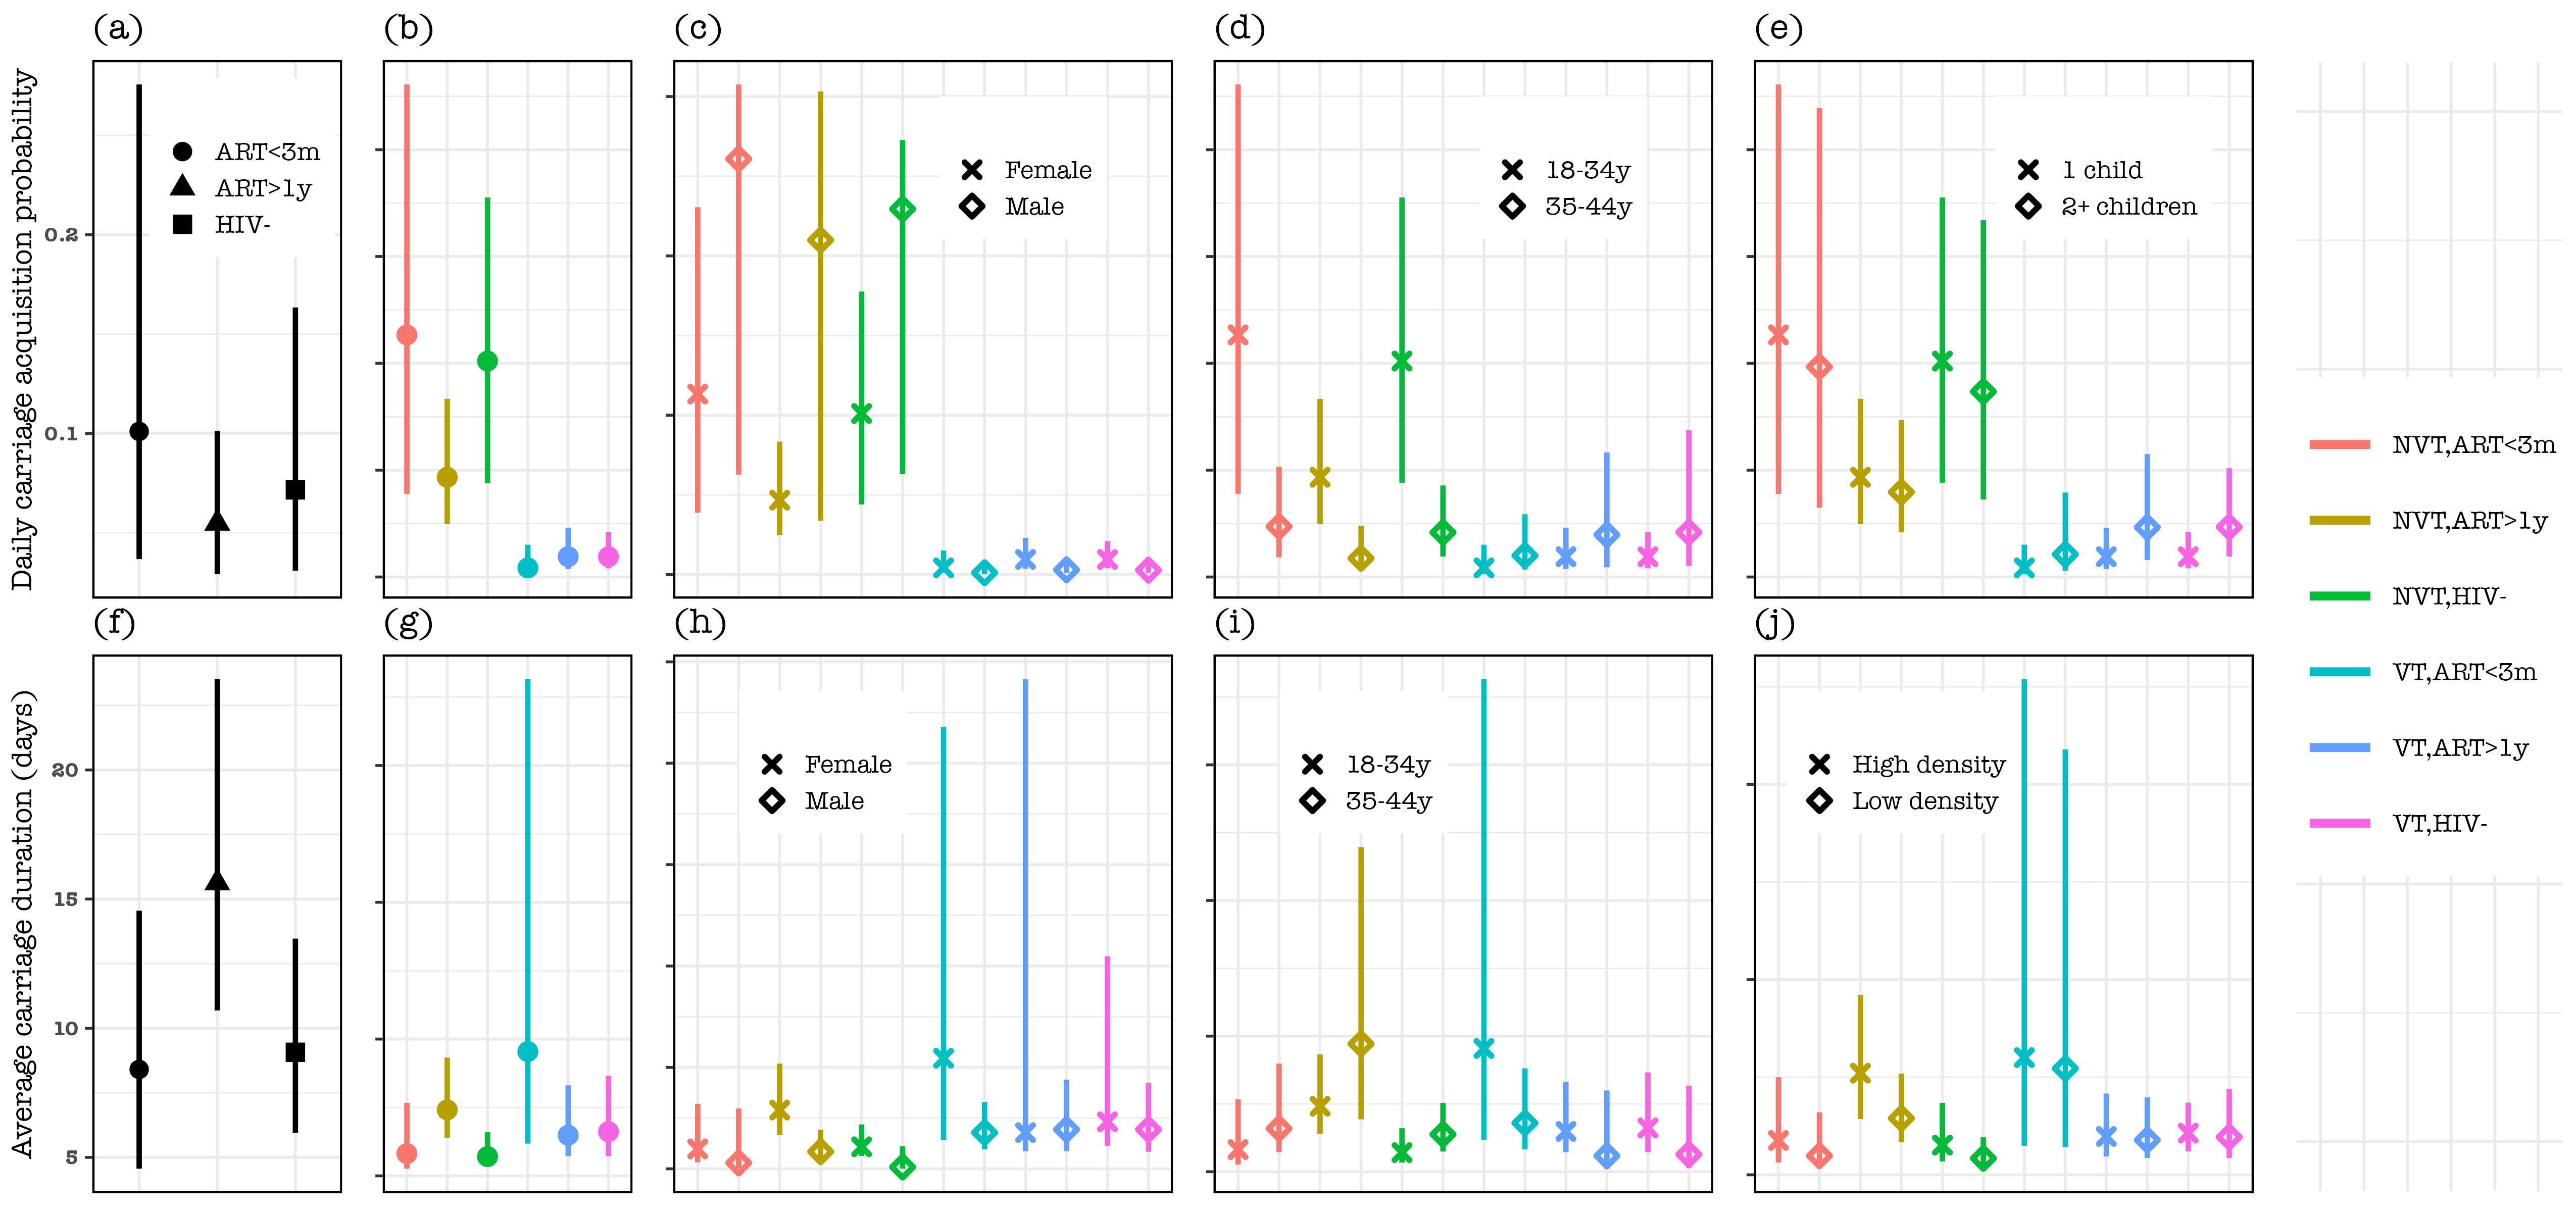 (a)
(b)
(c)
(d)
(e)
Daily carriage acquisition probability
0.2
0.1
ART<3m
ART>1y
HIV-
Female
Male
18-34y
35-44y
1 child
2+ children
(f)
(g)
(h)
(i)
(j)
Average carriage duration (days)
20
15
10
5
Female
Male
18-34y
35-44y
High density
Low density
NVT,ART<3m
NVT,ART>1y
NVT,HIV-
VT,ART<3m
VT,ART>1y
VT,HIV-